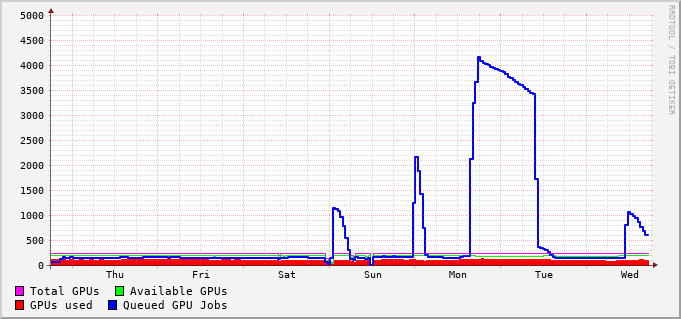 RRDTOOL / TOBI OETIKER
5000
4500
4000
3500
3000
2500
2000
1500
1000
500
0
Thu Fri Sat Sun Mon Tue Wed
Total GPUs Available GPUs
GPUs used Queued GPU Jobs